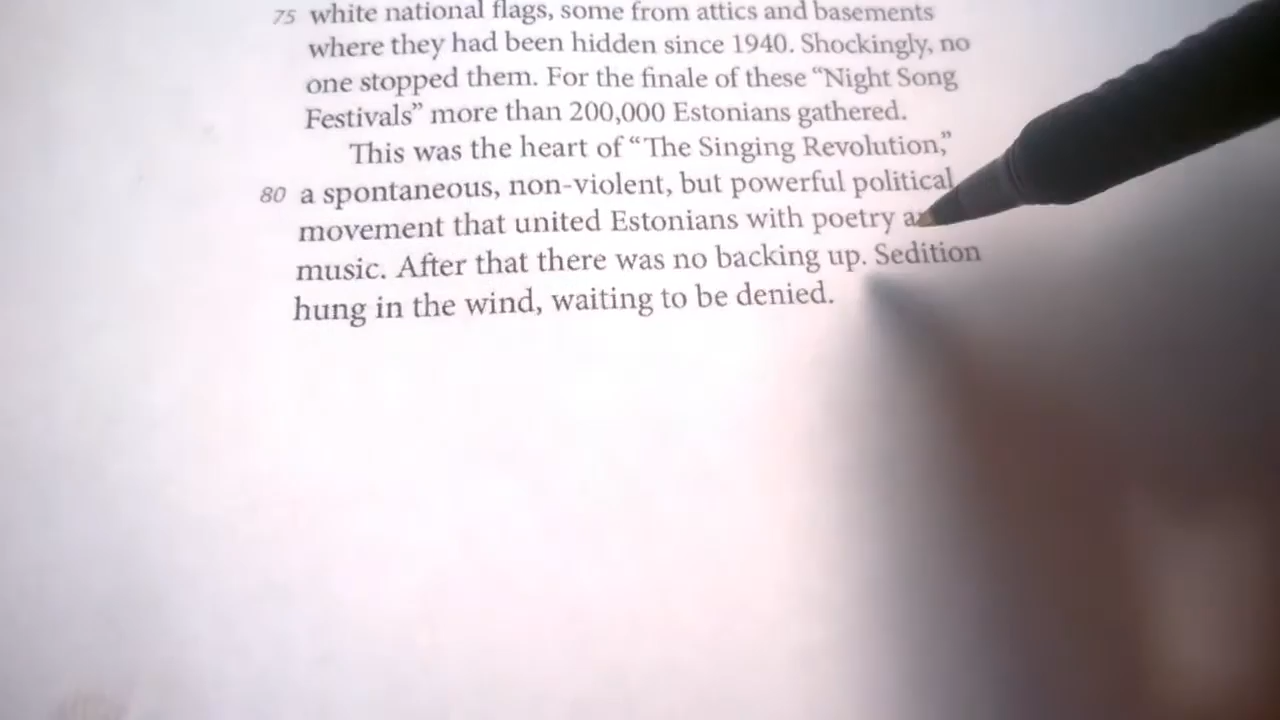 75 white national flags, some from attics and basements
where they had been hidden since 1940. Shockingly, no
one stopped them. For the finale of these “Night Song
Festivals” more than 200,000 Estonians gathered.
This was the heart of “The Singing Revolution,”
80 a spontaneous, non-violent, but powerful political
movement that united Estonians with poetry
music. After that there was no backing up. Sedition
hung in the wind, waiting to be denied.